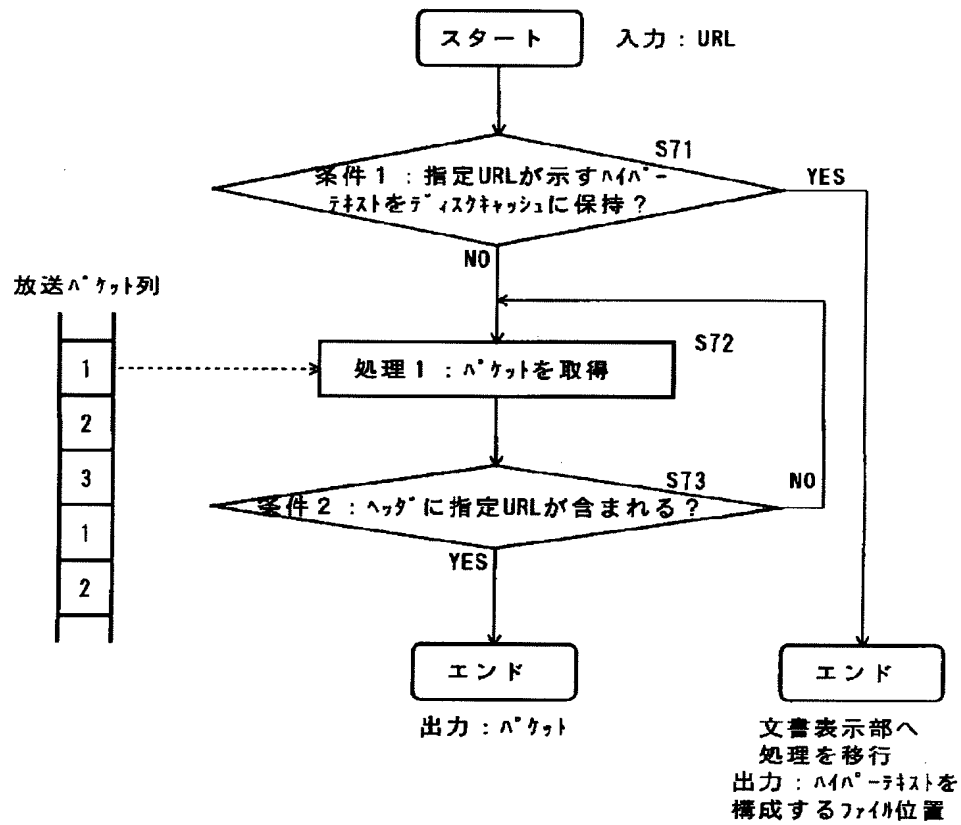 スタート
入力：URL
S71
条件１：指定URLが示すﾊｲﾊﾟｰ
ﾃｷｽﾄをﾃﾞｨｽｸｷｬｯｼｭに保持？
YES
NO
放送ﾊﾟｹｯﾄ列
S72
1
処理１：ﾊﾟｹｯﾄを取得
2
3
S73
NO
条件２：ﾍｯﾀﾞに指定URLが含まれる？
1
YES
2
エンド
エンド
出力：ﾊﾟｹｯﾄ
文書表示部へ
処理を移行
出力：ﾊｲﾊﾟｰﾃｷｽﾄを
構成するﾌｧｲﾙ位置